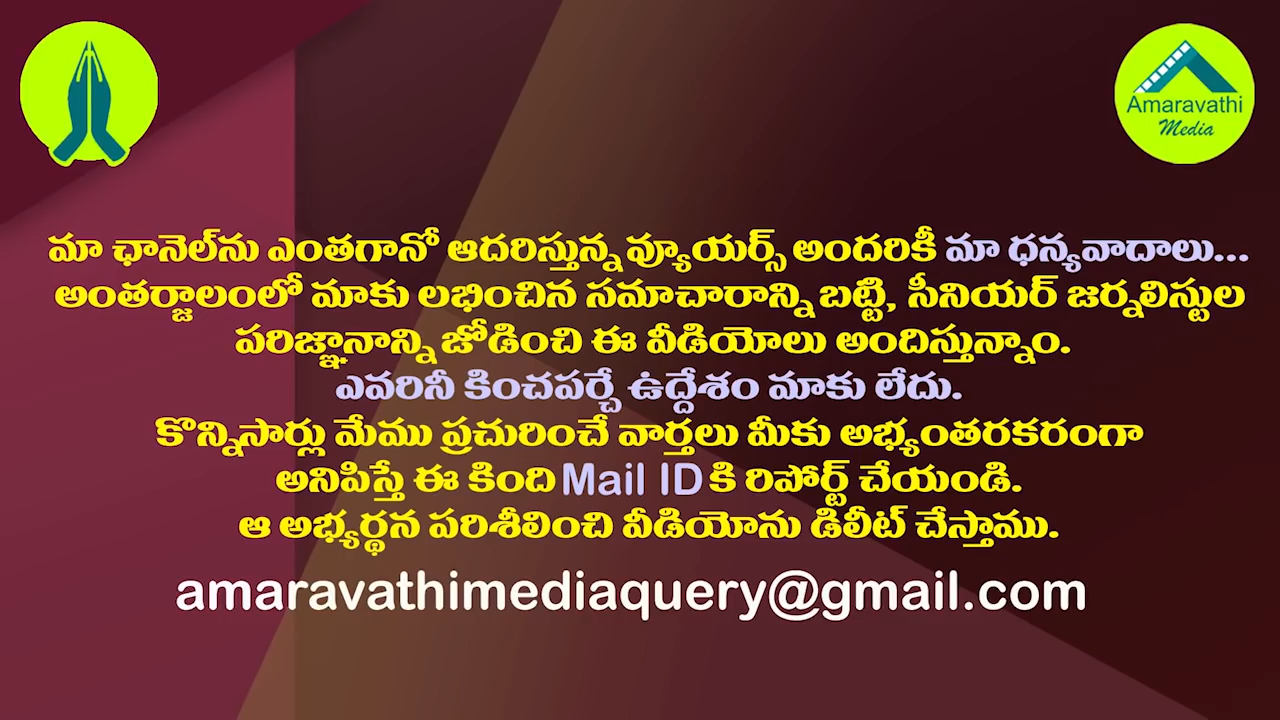 Amaravathi
Media
మా ఛానెల్‌ను ఎంతగానో ఆదరిస్తున్న వ్యూయర్స్ అందరికీ మా ధన్యవాదాలు...
అంతర్జాలంలో మాకు లభించిన సమాచారాన్ని బట్టి, సీనియర్ జర్నలిస్టుల
పరిజ్ఞానాన్ని జోడించి ఈ వీడియోలు అందిస్తున్నాం.
ఎవరినీ కించపర్చే ఉద్దేశం మాకు లేదు.
కొన్నిసార్లు మేము ప్రచురించే వార్తలు మీకు అభ్యంతరకరంగా
అనిపిస్తే ఈ కింది Mail ID కి రిపోర్ట్ చేయండి.
ఆ అభ్యర్థన పరిశీలించి వీడియోను డిలీట్ చేస్తాము.
amaravathimediaquery@gmail.com